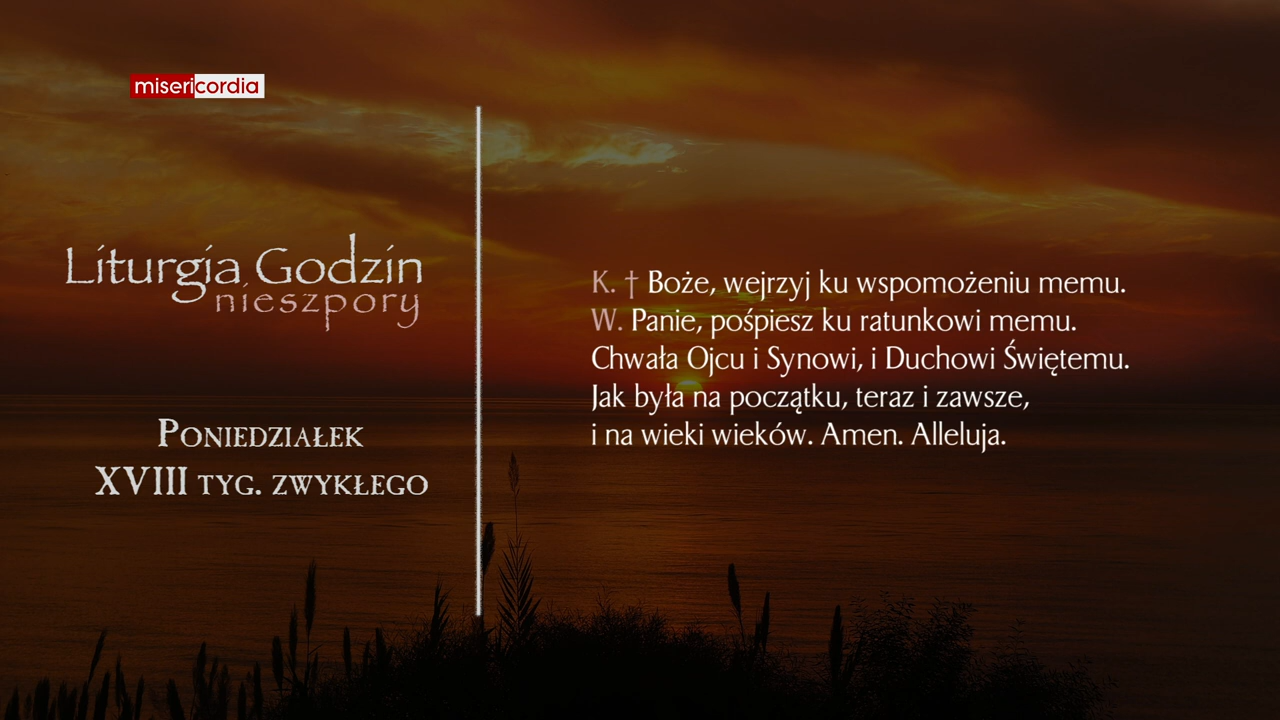 misericordia
Liturgia Godzin
nieszpory
Poniedziałek
XVIII tyg. zwykłego
K. † Boże, wejrzyj ku wspomożeniu memu.
W. Panie, pośpiesz ku ratunkowi memu.
Chwała Ojcu i Synowi, i Duchowi Świętemu.
Jak była na początku, teraz i zawsze,
i na wieki wieków. Amen. Alleluja.